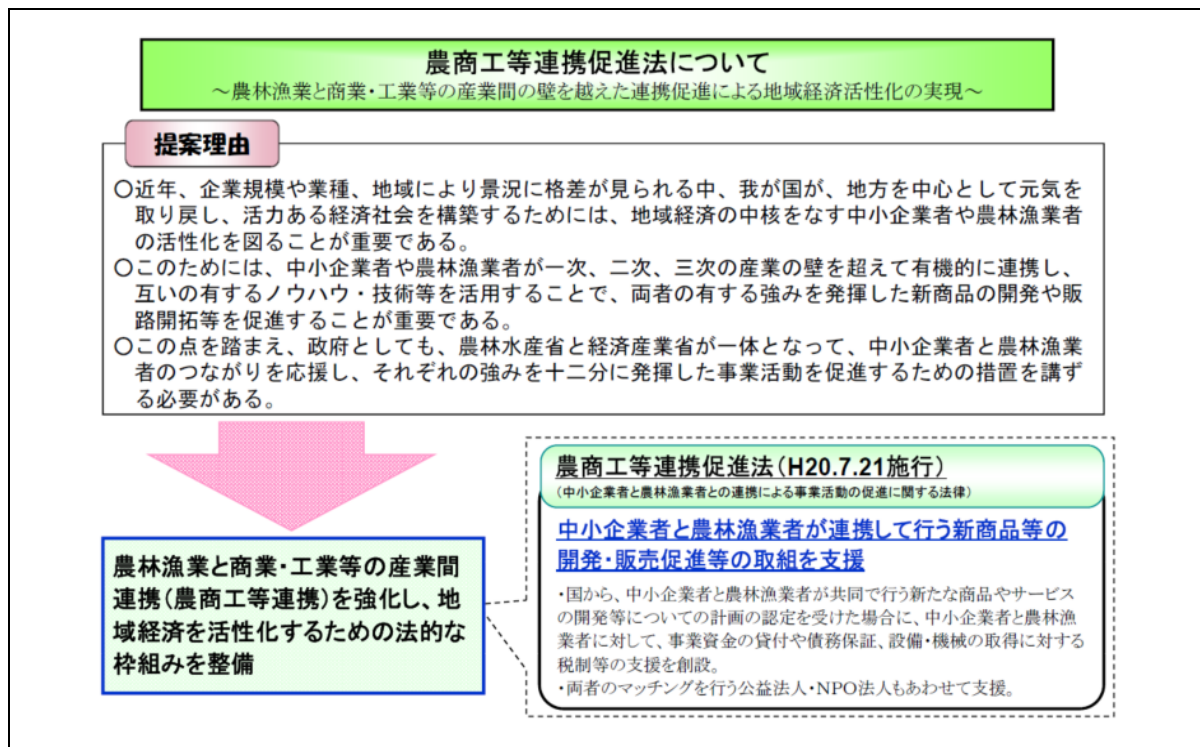 農商工等連携促進法について
～農林漁業と商業・工業等の産業間の壁を越えた連携促進による地域経済活性化の実現～
提案理由
〇近年、企業規模や業種、地域により景況に格差が見られる中、我が国が、地方を中心として元気を
取り戻し、活力ある経済社会を構築するためには、地域経済の中核をなす中小企業者や農林漁業者
の活性化を図ることが重要である。
〇このためには、中小企業者や農林漁業者が一次、二次、三次の産業の壁を超えて有機的に連携し、
互いの有するノウハウ・技術等を活用することで、両者の有する強みを発揮した新商品の開発や販
路開拓等を促進することが重要である。
〇この点を踏まえ、政府としても、農林水産省と経済産業省が一体となって、中小企業者と農林漁業
者のつながりを応援し、それぞれの強みを十二分に発揮した事業活動を促進するための措置を講ず
る必要がある。
農林漁業と商業・工業等の産業間
連携（農商工等連携）を強化し、地
域経済を活性化するための法的な
枠組みを整備
農商工等連携促進法（H20.7.21施行）
（中小企業者と農林漁業者との連携による事業活動の促進に関する法律）
中小企業者と農林漁業者が連携して行う新商品等の
開発・販売促進等の取組を支援
・国から、中小企業者と農林漁業者が共同で行う新たな商品やサービス
の開発等についての計画の認定を受けた場合に、中小企業者と農林漁
業者に対して、事業資金の貸付や債務保証、設備・機械の取得に対する
税制等の支援を創設。
・両者のマッチングを行う公益法人・NPO法人もあわせて支援。